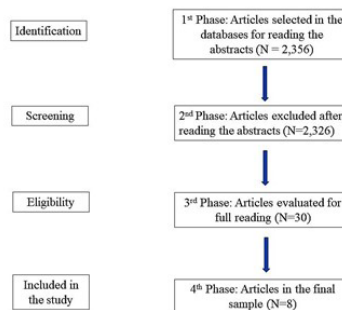 Identification
1st Phase: Articles selected in the
databases for reading the
abstracts (N = 2,356)
Screening
2nd Phase: Articles excluded after
reading the abstracts (N=2,326)
Eligibility
3rd Phase: Articles evaluated for
full reading (N=30)
Included in
the study
4th Phase: Articles in the final
sample (N=8)